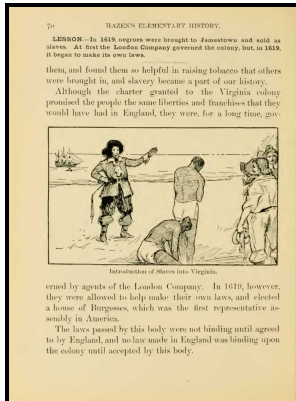 70 HAZEN'S ELEMENTARY HISTORY.
LESSON.—In 1619, negroes were brought to Jamestown and sold as
slaves. At first the London Company governed the colony, but, in 1619,
it began to make its own laws.
them, and found them so helpful in raising tobacco that others
were brought in, and slavery became a part of our history.
Although the charter granted to the Virginia colony
promised the people the same liberties and franchises that they
would have had in England, they were, for a long time, gov-
Introduction of Slaves into Virginia.
erned by agents of the London Company. In 1619, however,
they were allowed to help make their own laws, and elected
a house of Burgesses, which was the first representative as-
sembly in America.
The laws passed by this body were not binding until agreed
to by England, and no law made in England was binding upon
the colony until accepted by this body.